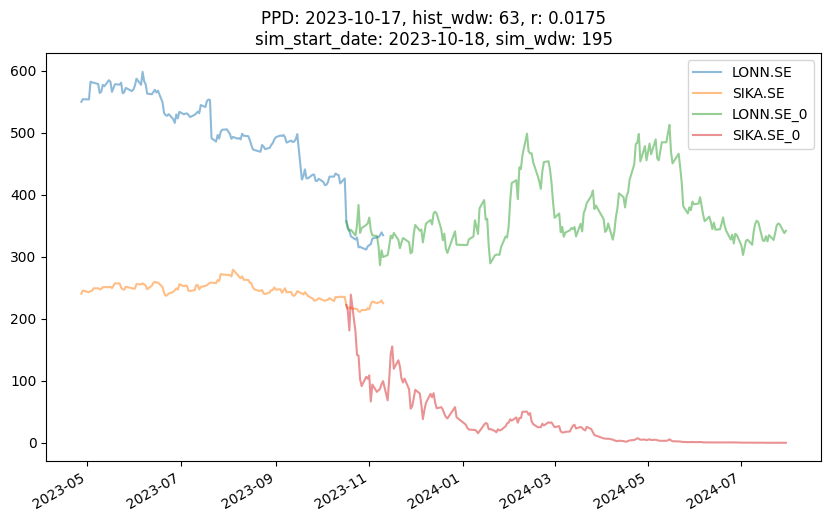 PPD: 2023-10-17, hist_wdw: 63, r: 0.0175
sim_start_date: 2023-10-18, sim_wdw: 195
LONN.SE
SIKA.SE
LONN.SE_0
SIKA.SE_0
600
500
400
300
200
100
0
2023-05
2023-07
2023-09
2023-11
2024-01
2024-03
2024-05
2024-07